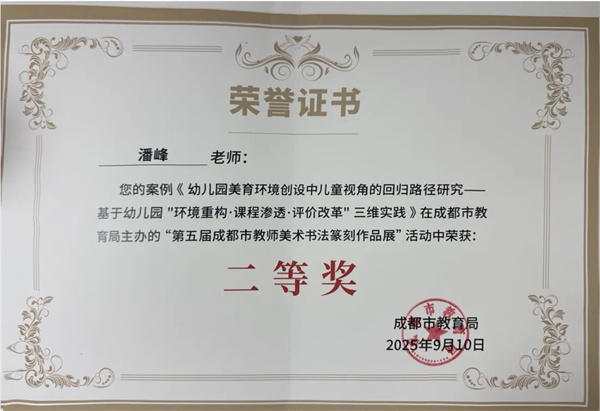 荣誉证书
潘峰 老师：
您的案例《幼儿园美育环境创设中儿童视角的回归路径研究——
基于幼儿园"环境重构·课程渗透·评价改革"三维实践》在成都市教
育局主办的“第五届成都市教师美术书法篆刻作品展”活动中荣获：
二等奖
成都市教育局
2025年9月10日